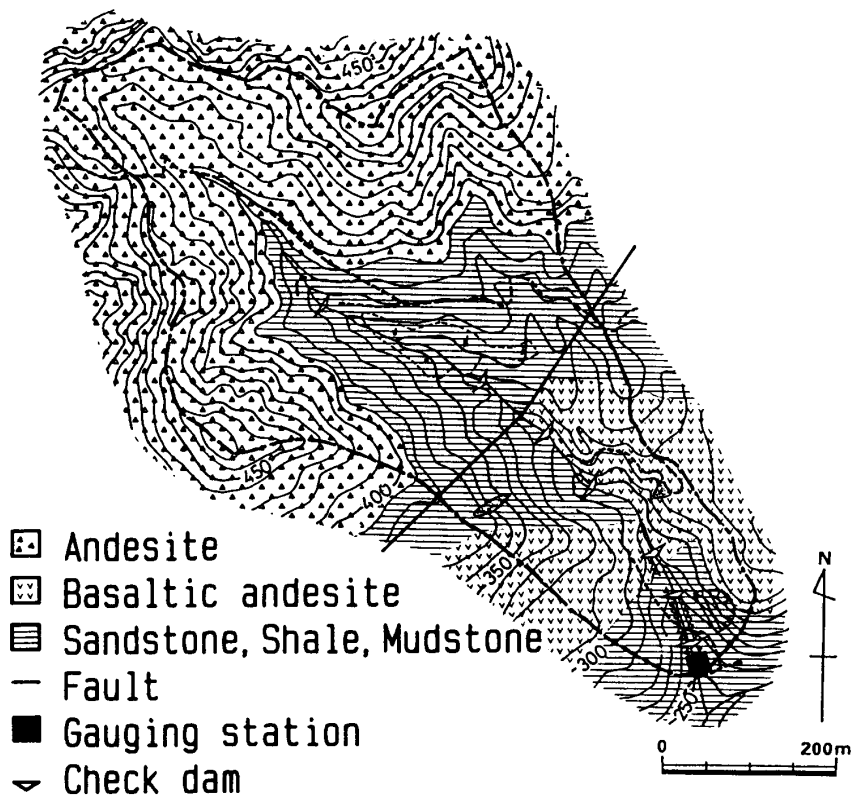 450
450
400
350
300
250
Andesite
Basaltic andesite
Sandstone, Shale, Mudstone
Fault
Gauging station
Check dam
N
0 200m